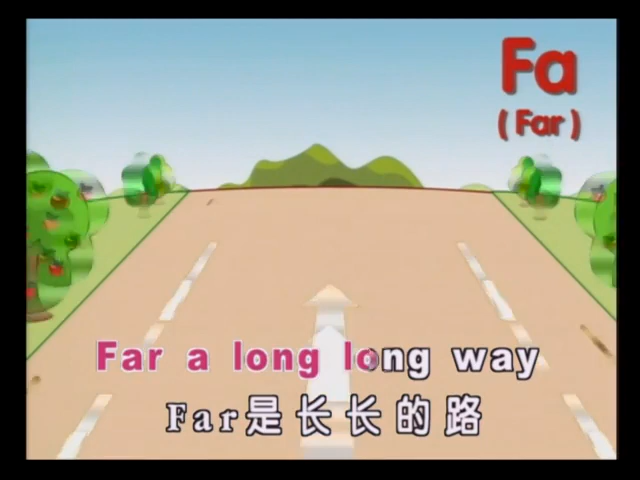 Fa
(Far)
Far a long long way
Far是长长的路